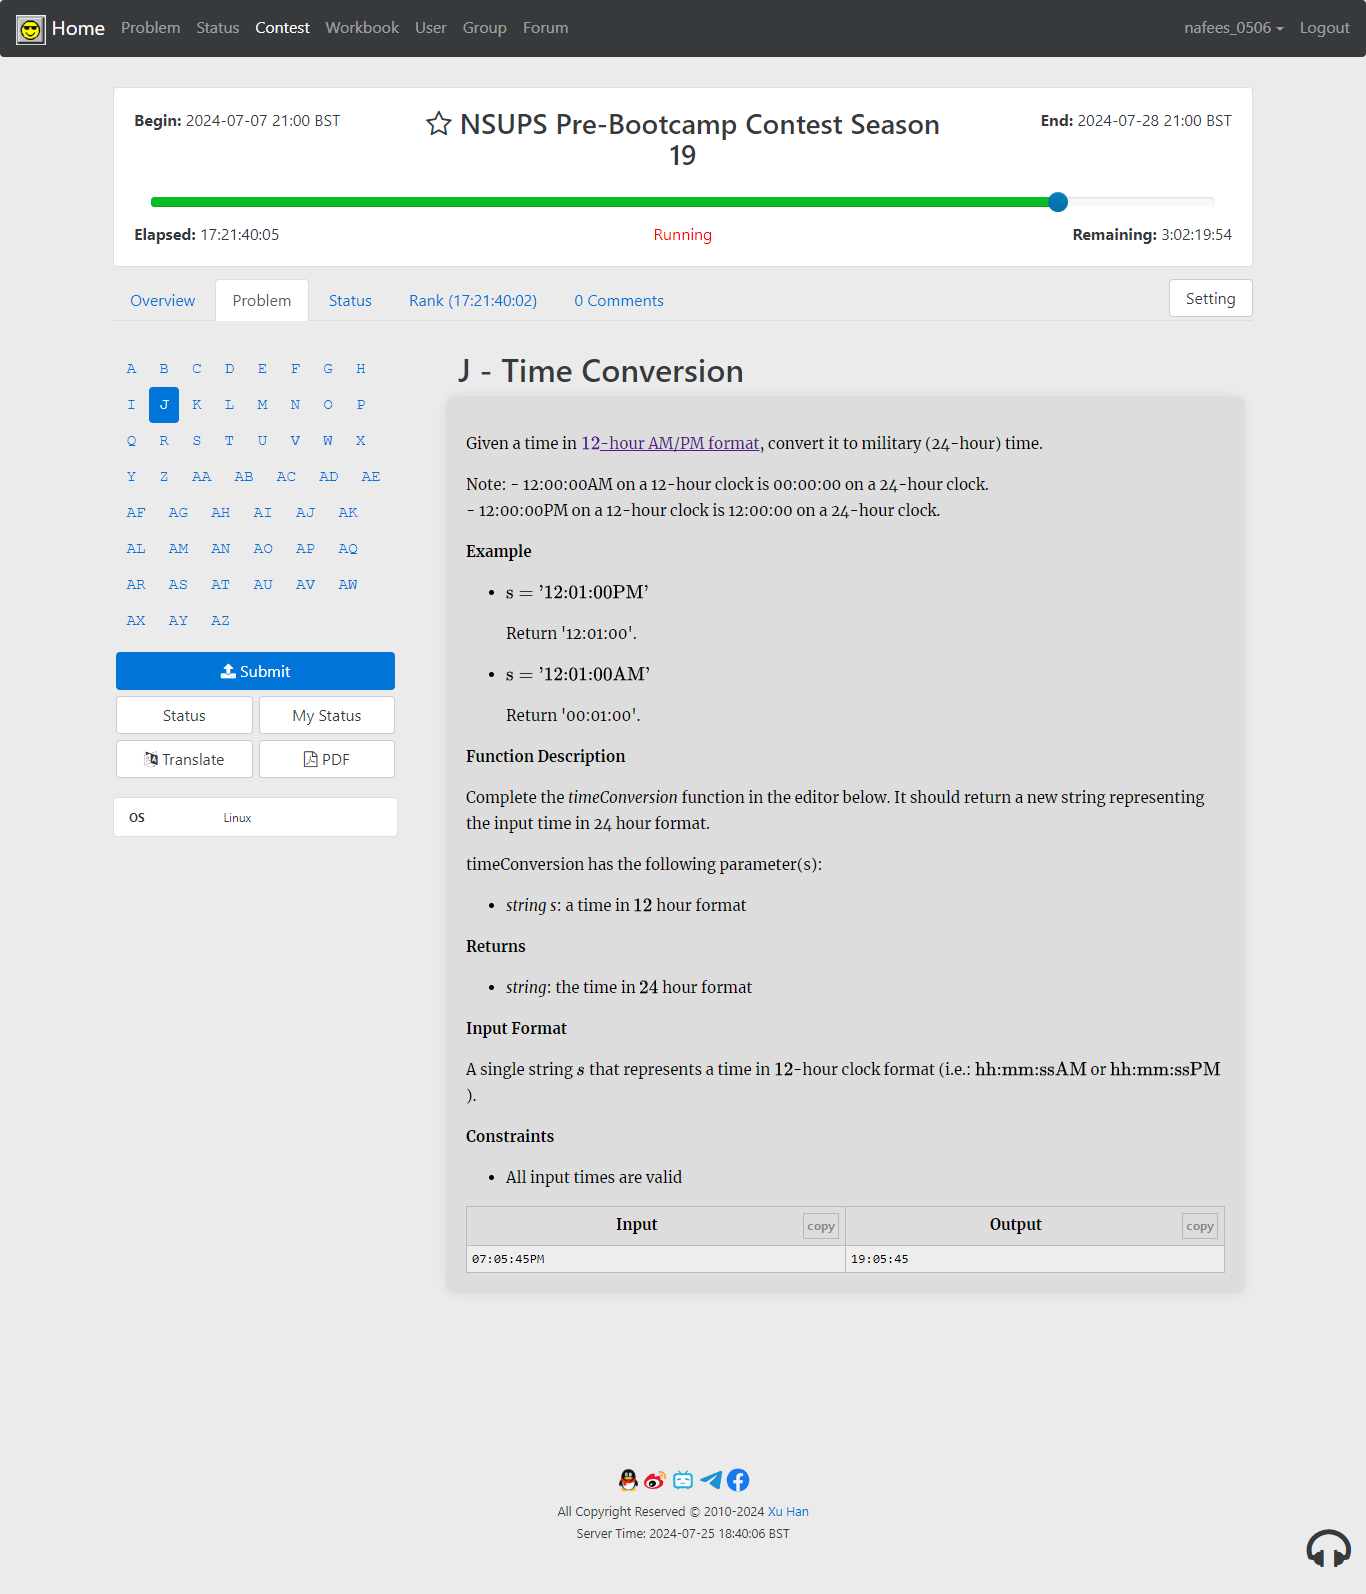 Home Problem Status Contest Workbook User Group Forum nafees_0506 Logout
Begin: 2024-07-07 21:00 BST
NSUPS Pre-Bootcamp Contest Season
19
End: 2024-07-28 21:00 BST
Elapsed: 17:21:40:05 Running Remaining: 3:02:19:54
Overview Problem Status Rank (17:21:40:02) 0 Comments Setting
A B C D E F G H
I J K L M N O P
Q R S T U V W X
Y Z AA AB AC AD AE
AF AG AH AI AJ AK
AL AM AN AO AP AQ
AR AS AT AU AV AW
AX AY AZ
Submit
Status My Status
Translate PDF
OS Linux
J - Time Conversion
Given a time in 12-hour AM/PM format, convert it to military (24-hour) time.
Note: - 12:00:00AM on a 12-hour clock is 00:00:00 on a 24-hour clock.
- 12:00:00PM on a 12-hour clock is 12:00:00 on a 24-hour clock.
Example
• s = ’12:01:00PM’
Return '12:01:00'.
• s = ’12:01:00AM’
Return '00:01:00'.
Function Description
Complete the timeConversion function in the editor below. It should return a new string representing
the input time in 24 hour format.
timeConversion has the following parameter(s):
• string s: a time in 12 hour format
Returns
• string: the time in 24 hour format
Input Format
A single string s that represents a time in 12-hour clock format (i.e.: hh:mm:ssAM or hh:mm:ssPM
).
Constraints
• All input times are valid
Input copy Output copy
07:05:45PM 19:05:45
All Copyright Reserved © 2010-2024 Xu Han
Server Time: 2024-07-25 18:40:06 BST